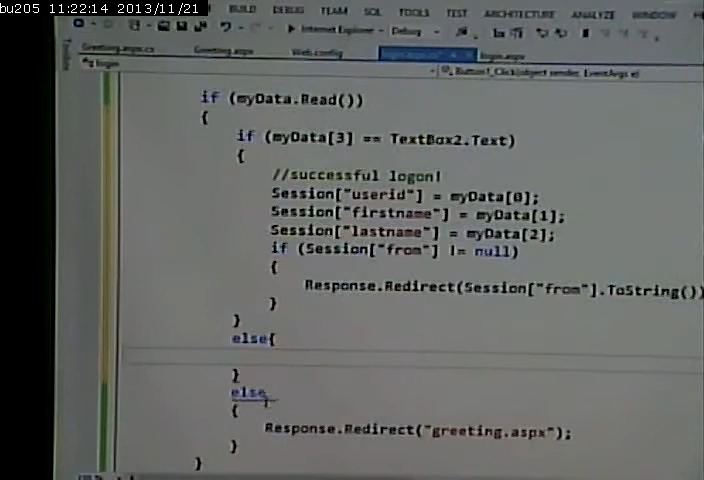 bu205 11:22:14 2013/11/21
BUILD DEBUG TEAM SQL TOOLS TEST ARCHITECTURE ANALYZE WINDOW
Internet Explorer Debug
Greeting.aspx.cs Greeting.aspx Web.config login.aspx
login Button1_Click(object sender, EventArgs e)
if (myData.Read())
{
if (myData[3] == TextBox2.Text)
{
//successful logon!
Session["userid"] = myData[0];
Session["firstname"] = myData[1];
Session["lastname"] = myData[2];
if (Session["from"] != null)
{
Response.Redirect(Session["from"].ToString())
}
}
else{
}
else
{
Response.Redirect("greeting.aspx");
}
}